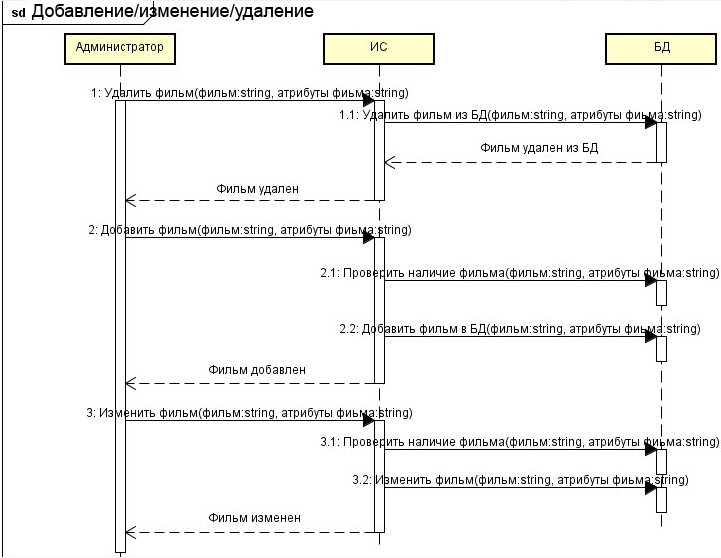 sd Добавление/изменение/удаление
Администратор
ИС
БД
1: Удалить фильм(фильм:string, атрибуты фиьма:string)
1.1: Удалить фильм из БД(фильм:string, атрибуты фиьма:string)
Фильм удален из БД
Фильм удален
2: Добавить фильм(фильм:string, атрибуты фиьма:string)
2.1: Проверить наличие фильма(фильм:string, атрибуты фиьма:string)
2.2: Добавить фильм в БД(фильм:string, атрибуты фиьма:string)
Фильм добавлен
3: Изменить фильм(фильм:string, атрибуты фиьма:string)
3.1: Проверить наличие фильма(фильм:string, атрибуты фиьма:string)
3.2: Изменить фильм(фильм:string, атрибуты фиьма:string)
Фильм изменен